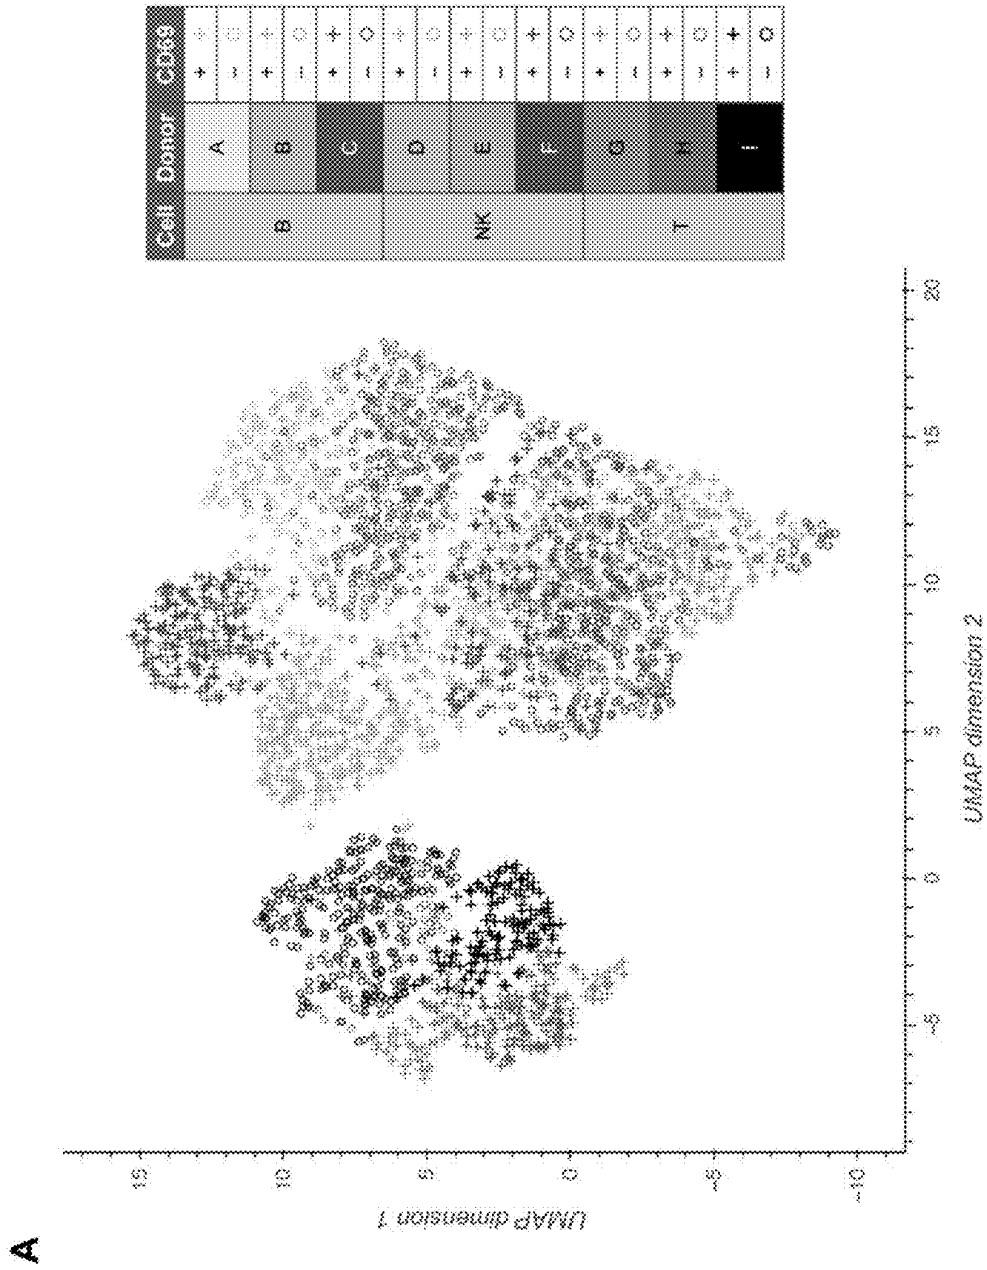 A
Cell Donor CD69
B
A
+ +
– ○
B
+ +
– ○
C
+ +
– ○
NK
D
+ +
– ○
E
+ +
– ○
F
+ +
– ○
T
G
+ +
– ○
H
+ +
– ○
I
+ +
– ○
UMAP dimension 1
15
10
5
0
–5
–10
–5
0
5
10
15
20
UMAP dimension 2